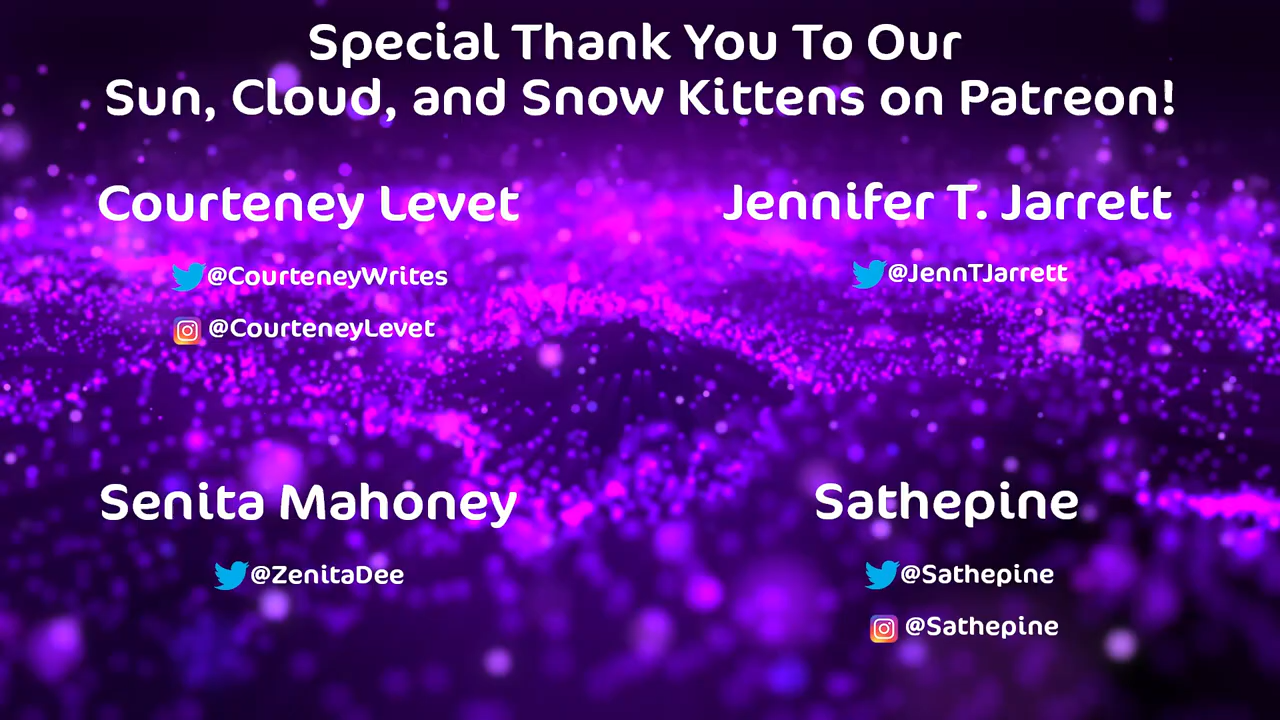 Special Thank You To Our
Sun, Cloud, and Snow Kittens on Patreon!
Courteney Levet
@CourteneyWrites
@CourteneyLevet
Jennifer T. Jarrett
@JennTJarrett
Senita Mahoney
@ZenitaDee
Sathepine
@Sathepine
@Sathepine